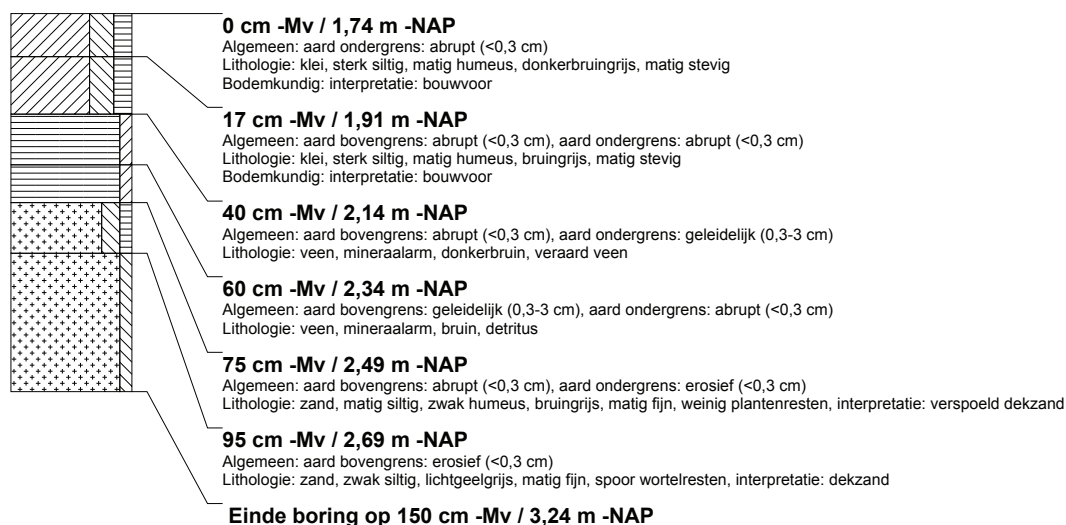 0 cm -Mv / 1,74 m -NAP
Algemeen: aard ondergrens: abrupt (<0,3 cm)
Lithologie: klei, sterk siltig, matig humeus, donkerbruingrijs, matig stevig
Bodemkundig: interpretatie: bouwvoor
17 cm -Mv / 1,91 m -NAP
Algemeen: aard bovengrens: abrupt (<0,3 cm), aard ondergrens: abrupt (<0,3 cm)
Lithologie: klei, sterk siltig, matig humeus, bruingrijs, matig stevig
Bodemkundig: interpretatie: bouwvoor
40 cm -Mv / 2,14 m -NAP
Algemeen: aard bovengrens: abrupt (<0,3 cm), aard ondergrens: geleidelijk (0,3-3 cm)
Lithologie: veen, mineraalarm, donkerbruin, veraard veen
60 cm -Mv / 2,34 m -NAP
Algemeen: aard bovengrens: geleidelijk (0,3-3 cm), aard ondergrens: abrupt (<0,3 cm)
Lithologie: veen, mineraalarm, bruin, detritus
75 cm -Mv / 2,49 m -NAP
Algemeen: aard bovengrens: abrupt (<0,3 cm), aard ondergrens: erosief (<0,3 cm)
Lithologie: zand, matig siltig, zwak humeus, bruingrijs, matig fijn, weinig plantenresten, interpretatie: verspoeld dekzand
95 cm -Mv / 2,69 m -NAP
Algemeen: aard bovengrens: erosief (<0,3 cm)
Lithologie: zand, zwak siltig, lichtgeelgrijs, matig fijn, spoor wortelresten, interpretatie: dekzand
Einde boring op 150 cm -Mv / 3,24 m -NAP